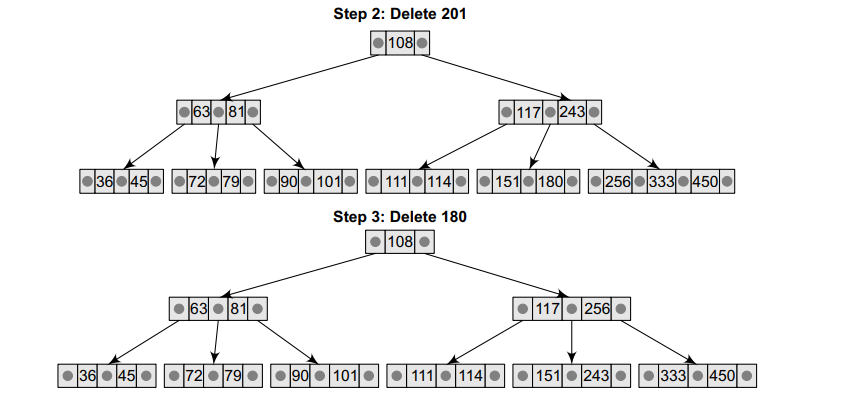 Step 2: Delete 201
108
63 81 117 243
36 45 72 79 90 101 111 114 151 180 256 333 450
Step 3: Delete 180
108
63 81 117 256
36 45 72 79 90 101 111 114 151 243 333 450